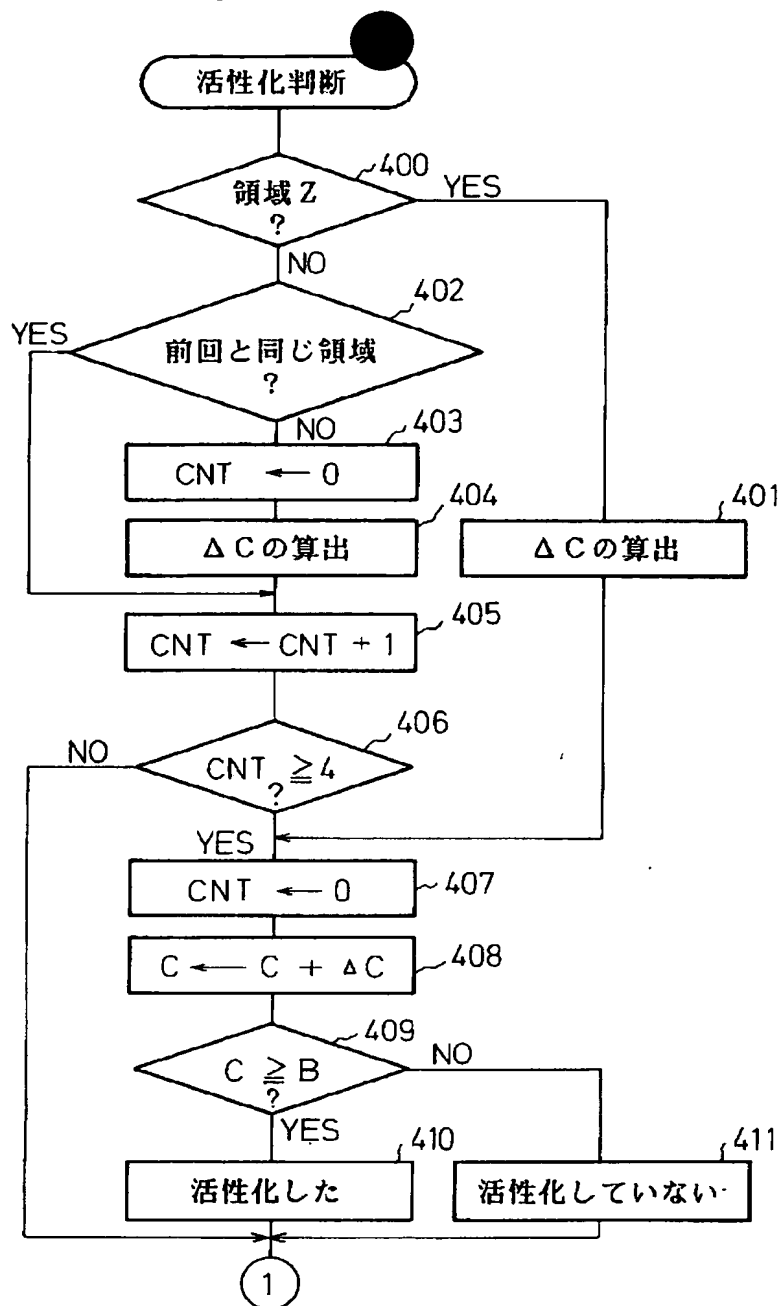 活性化判断
400
領域Z
?
YES
NO
402
YES
前回と同じ領域
?
NO
403
CNT ← 0
404
ΔCの算出
401
ΔCの算出
405
CNT ← CNT + 1
406
NO
CNT ≧ 4
?
YES
CNT ← 0
407
C ← C + ΔC
408
409
C ≧ B
?
NO
YES
410
活性化した
411
活性化していない
1